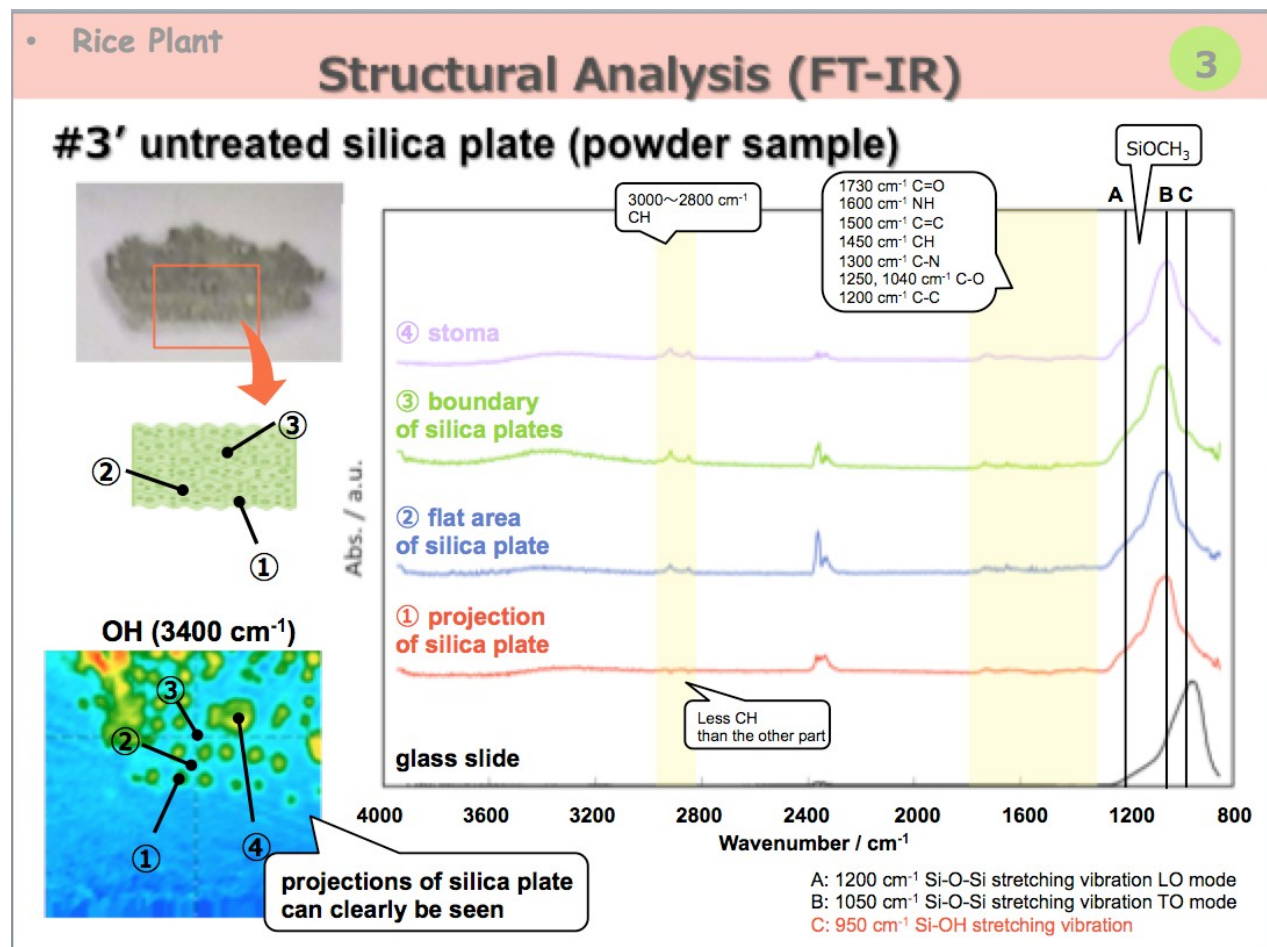 • Rice Plant
Structural Analysis (FT-IR)
3
#3’ untreated silica plate (powder sample)
SiOCH₃
3000～2800 cm⁻¹
CH
1730 cm⁻¹ C=O
1600 cm⁻¹ NH
1500 cm⁻¹ C=C
1450 cm⁻¹ CH
1300 cm⁻¹ C-N
1250, 1040 cm⁻¹ C-O
1200 cm⁻¹ C-C
A B C
④ stoma
③ boundary
of silica plates
② flat area
of silica plate
① projection
of silica plate
Less CH
than the other part
glass slide
Abs. / a.u.
4000 3600 3200 2800 2400 2000 1600 1200 800
Wavenumber / cm⁻¹
③
②
①
OH (3400 cm⁻¹)
③
②
①
④
projections of silica plate
can clearly be seen
A: 1200 cm⁻¹ Si-O-Si stretching vibration LO mode
B: 1050 cm⁻¹ Si-O-Si stretching vibration TO mode
C: 950 cm⁻¹ Si-OH stretching vibration